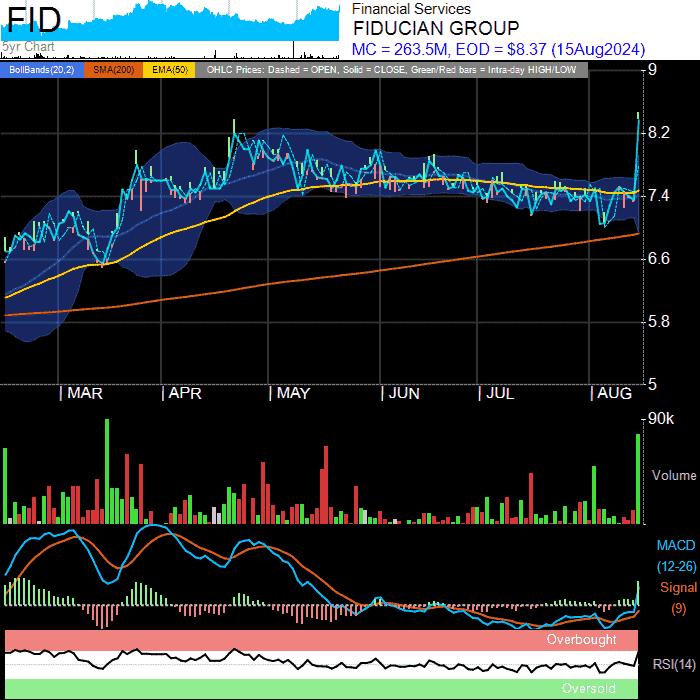 FID
5yr Chart
Financial Services
FIDUCIAN GROUP
MC = 263.5M, EOD = $8.37 (15Aug2024)
BollBands(20,2) SMA(200) EMA(50) OHLC Prices: Dashed = OPEN, Solid = CLOSE, Green/Red bars = Intra-day HIGH/LOW
9
8.2
7.4
6.6
5.8
5
MAR APR MAY JUN JUL AUG
90k
Volume
MACD
(12-26)
Signal
(9)
Overbought
RSI(14)
Oversold